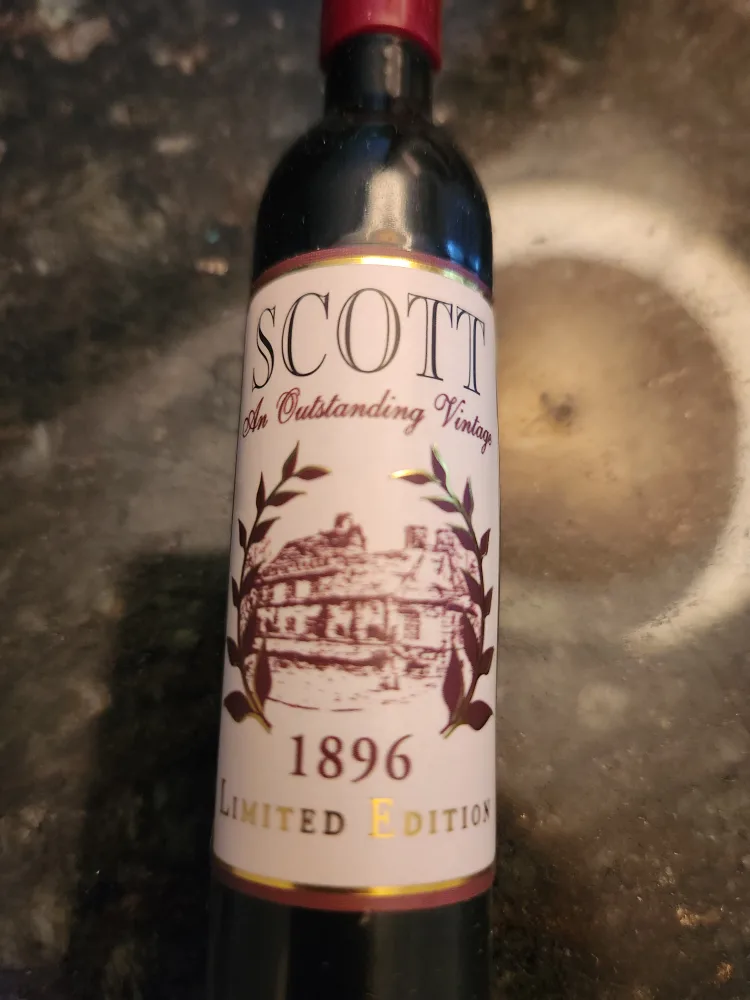 SCOTT
An Outstanding Vintage
1896
LIMITED EDITION